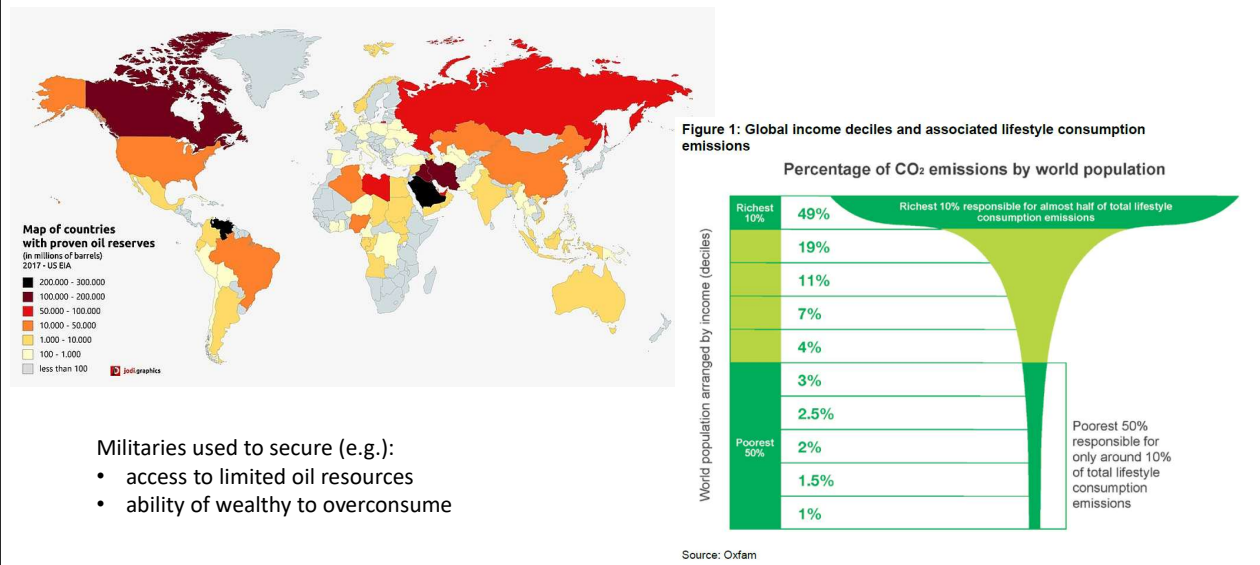 Map of countries
with proven oil reserves
(in millions of barrels)
2017 - US EIA
200.000 - 300.000
100.000 - 200.000
50.000 - 100.000
10.000 - 50.000
1.000 - 10.000
100 - 1.000
less than 100
jodi.graphics
Militaries used to secure (e.g.):
• access to limited oil resources
• ability of wealthy to overconsume
Figure 1: Global income deciles and associated lifestyle consumption
emissions
Percentage of CO₂ emissions by world population
World population arranged by income (deciles)
Richest
10%
49%
Richest 10% responsible for almost half of total lifestyle
consumption emissions
19%
11%
7%
4%
Poorest
50%
3%
2.5%
2%
1.5%
1%
Poorest 50%
responsible for
only around 10%
of total lifestyle
consumption
emissions
Source: Oxfam